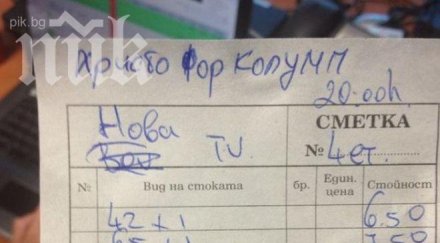 pik.bg
пик
Христо фор Колумп
20.00h.
Нова TV
СМЕТКА
№ 4 ет.
№ Вид на стоката бр. Един. цена Стойност
42 x 1 6.50